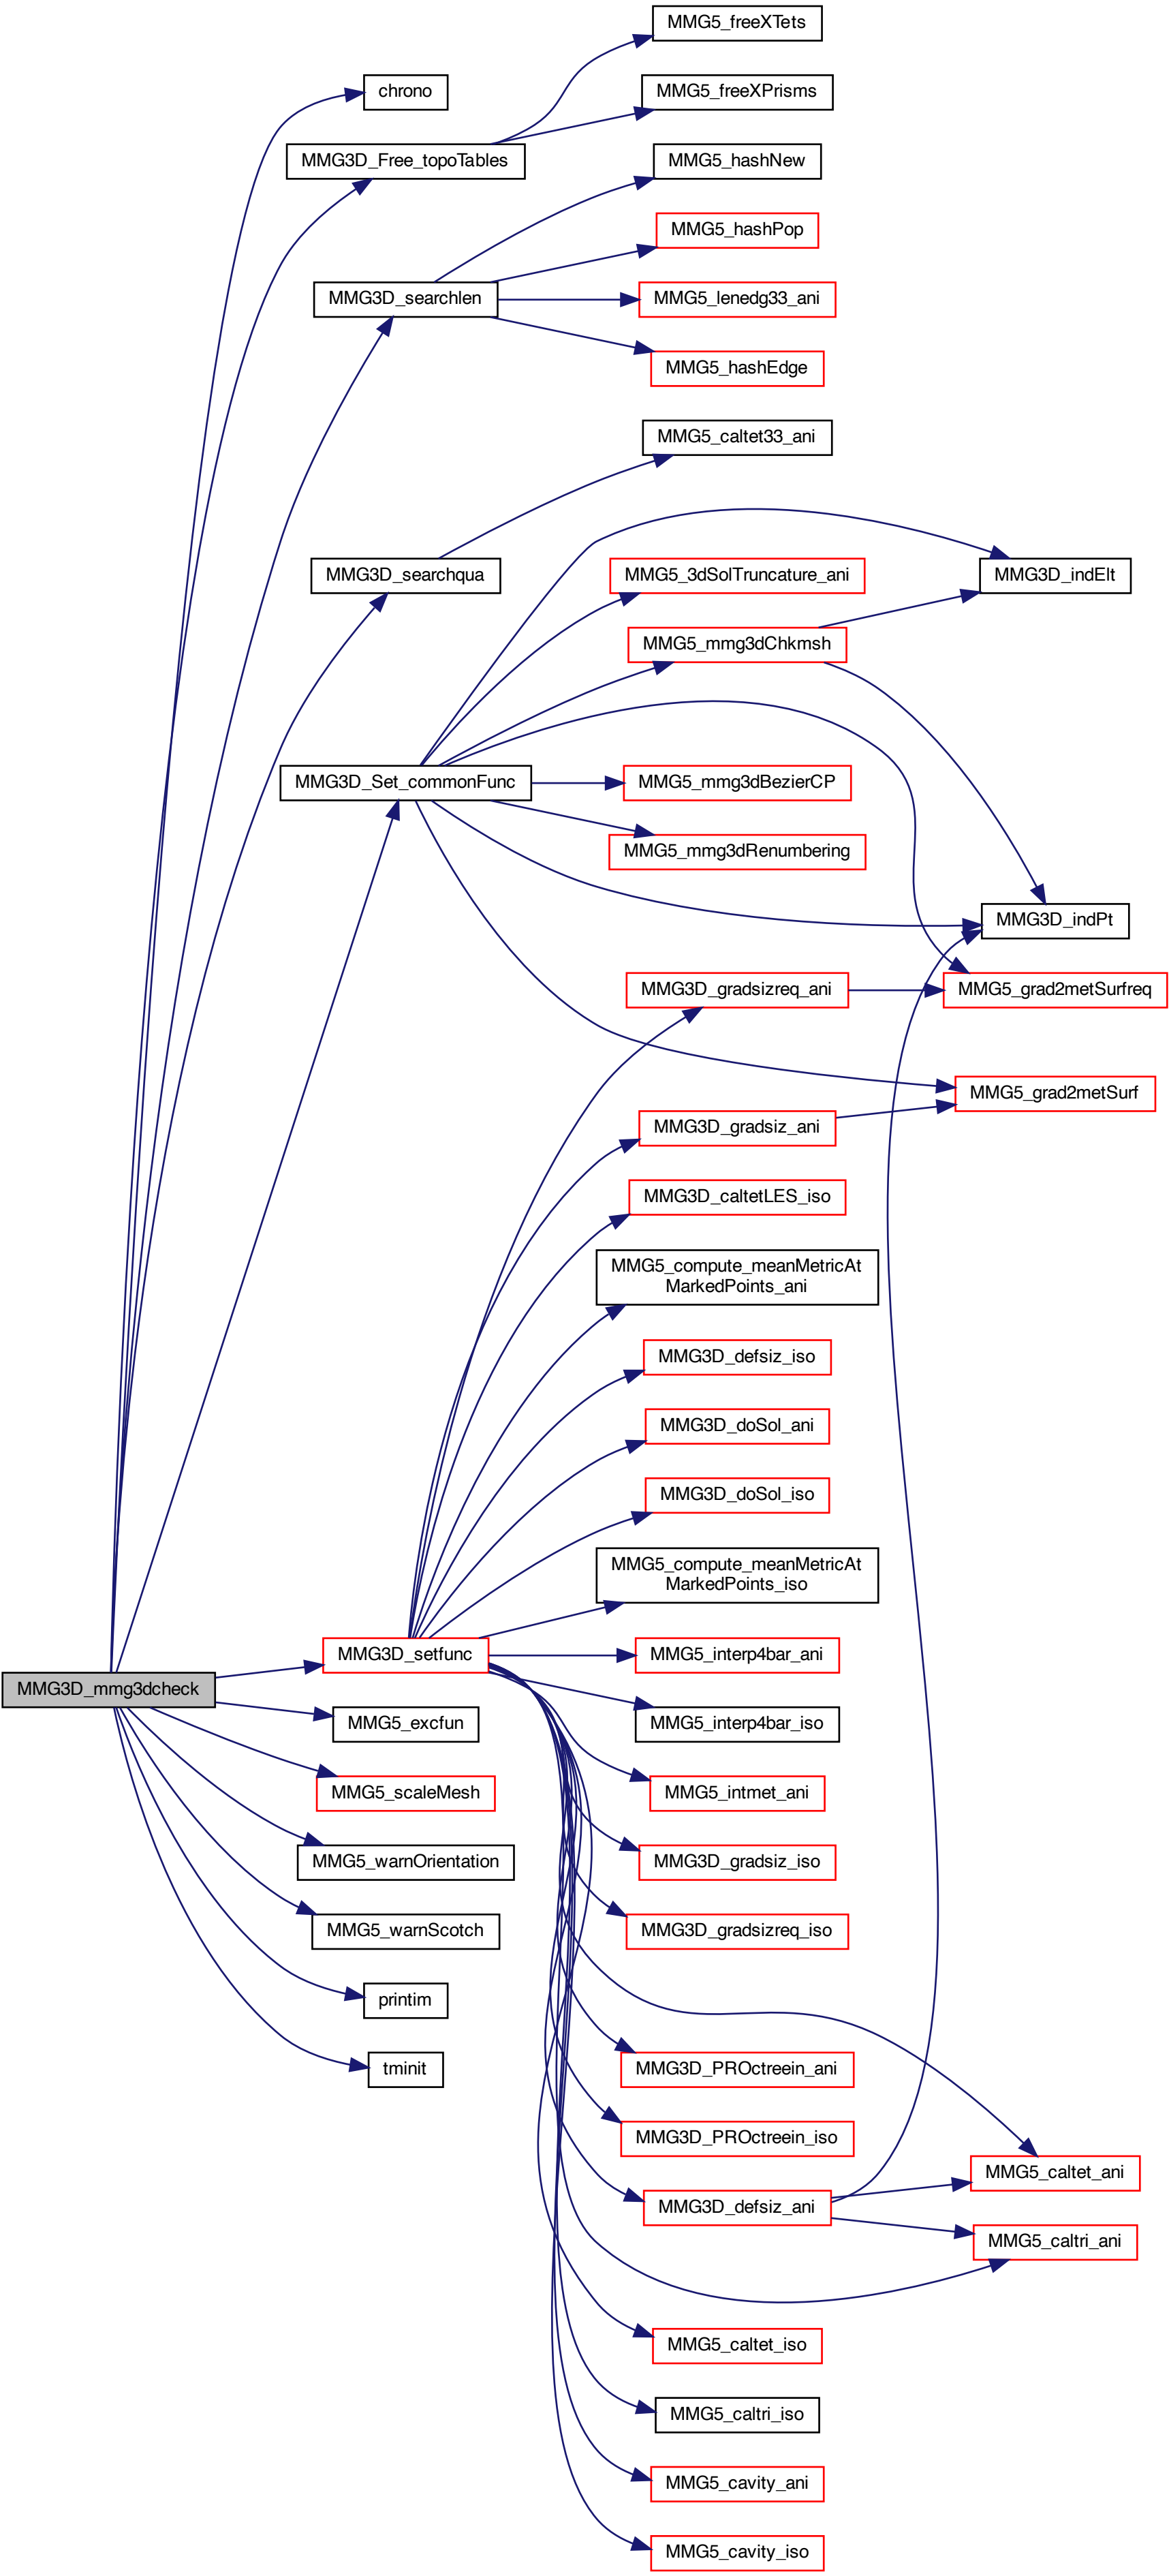 MMG5_freeXTets
chrono
MMG5_freeXPrisms
MMG3D_Free_topoTables
MMG5_hashNew
MMG5_hashPop
MMG3D_searchlen
MMG5_lenedg33_ani
MMG5_hashEdge
MMG5_caltet33_ani
MMG3D_searchqua
MMG5_3dSolTruncature_ani
MMG3D_indElt
MMG5_mmg3dChkmsh
MMG3D_Set_commonFunc
MMG5_mmg3dBezierCP
MMG5_mmg3dRenumbering
MMG3D_indPt
MMG3D_gradsizreq_ani
MMG5_grad2metSurfreq
MMG5_grad2metSurf
MMG3D_gradsiz_ani
MMG3D_caltetLES_iso
MMG5_compute_meanMetricAt
MarkedPoints_ani
MMG3D_defsiz_iso
MMG3D_doSol_ani
MMG3D_doSol_iso
MMG5_compute_meanMetricAt
MarkedPoints_iso
MMG3D_setfunc
MMG5_interp4bar_ani
MMG3D_mmg3dcheck
MMG5_excfun
MMG5_interp4bar_iso
MMG5_scaleMesh
MMG5_intmet_ani
MMG5_warnOrientation
MMG3D_gradsiz_iso
MMG5_warnScotch
MMG3D_gradsizreq_iso
printim
tminit
MMG3D_PROctreein_ani
MMG3D_PROctreein_iso
MMG5_caltet_ani
MMG3D_defsiz_ani
MMG5_caltri_ani
MMG5_caltet_iso
MMG5_caltri_iso
MMG5_cavity_ani
MMG5_cavity_iso